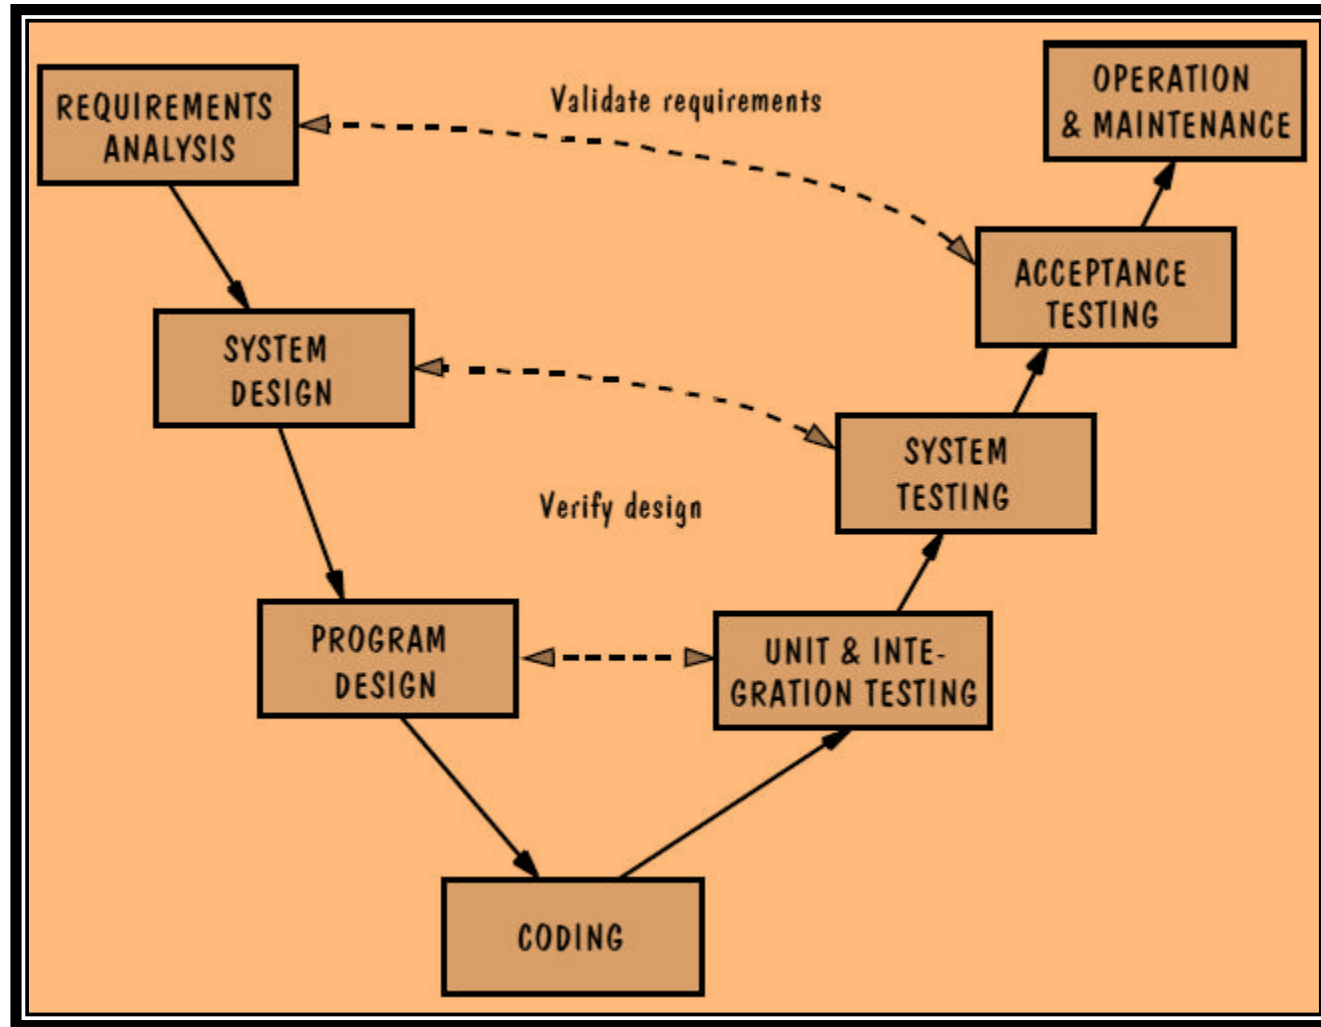 REQUIREMENTS
ANALYSIS
Validate requirements
OPERATION
& MAINTENANCE
ACCEPTANCE
TESTING
SYSTEM
DESIGN
SYSTEM
TESTING
Verify design
PROGRAM
DESIGN
UNIT & INTE-
GRATION TESTING
CODING